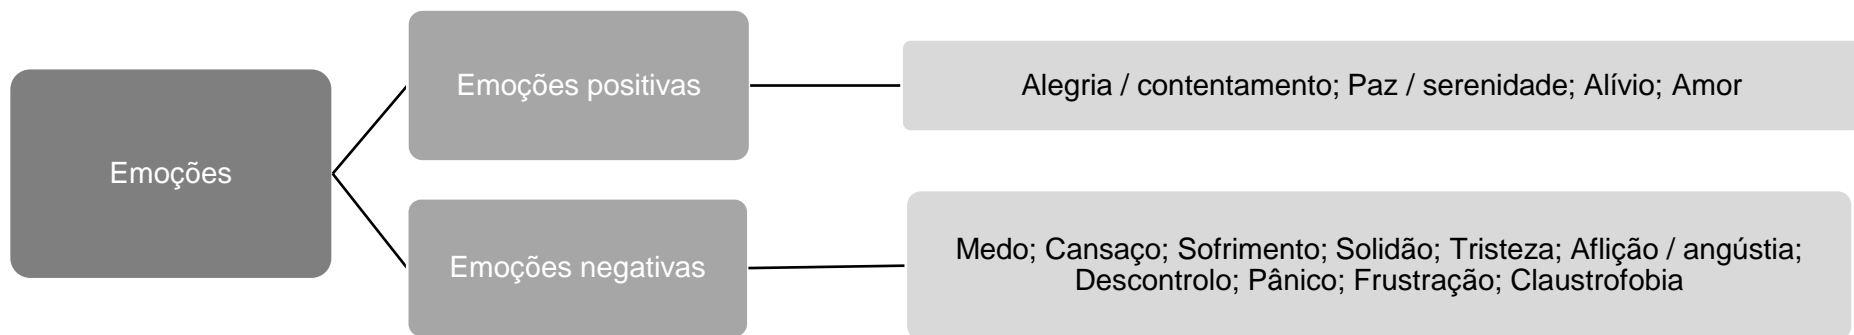 Emoções
Emoções positivas
Alegria / contentamento; Paz / serenidade; Alívio; Amor
Emoções negativas
Medo; Cansaço; Sofrimento; Solidão; Tristeza; Aflição / angústia;
Descontrolo; Pânico; Frustração; Claustrofobia